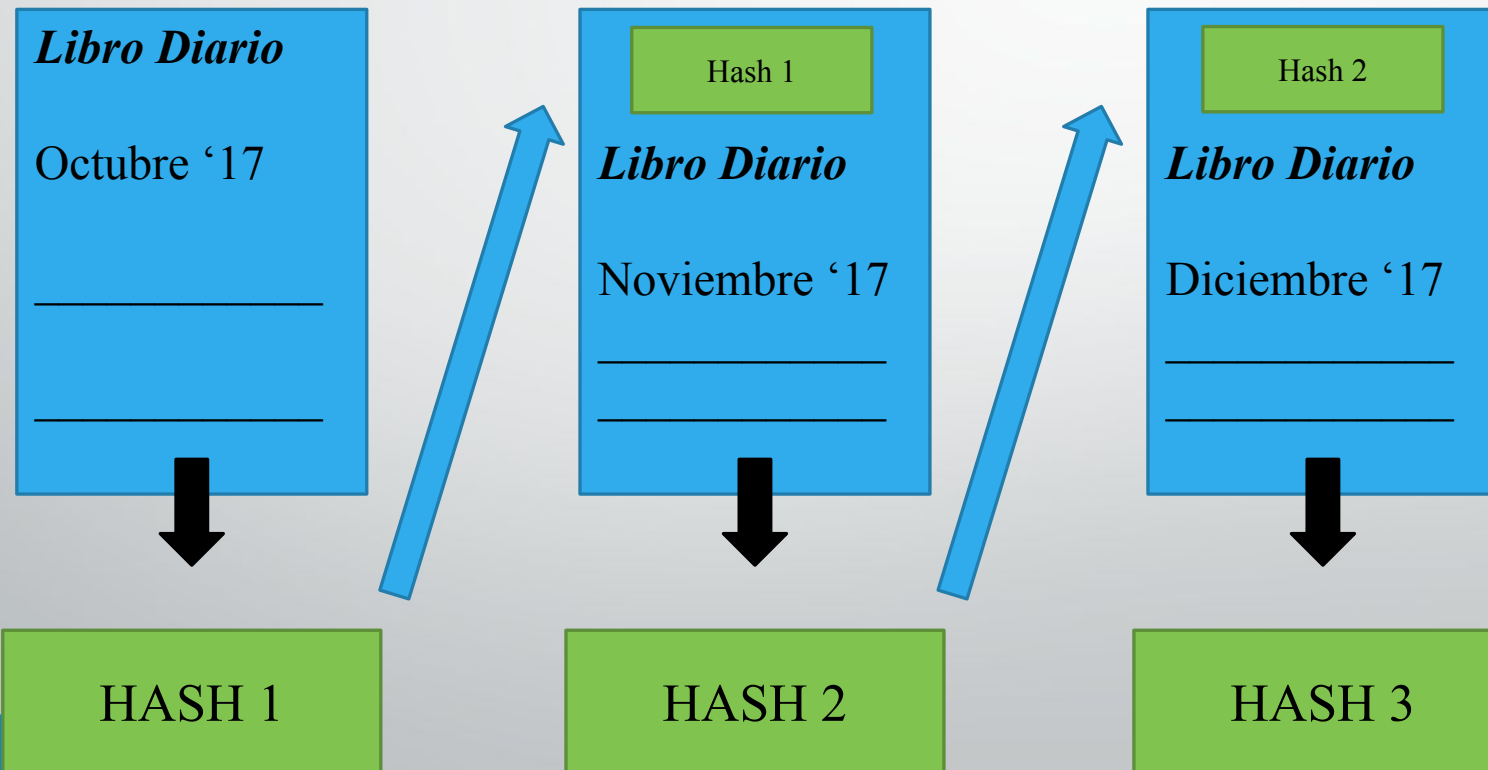 Libro Diario
Octubre ‘17
HASH 1
Hash 1
Libro Diario
Noviembre ‘17
HASH 2
Hash 2
Libro Diario
Diciembre ‘17
HASH 3